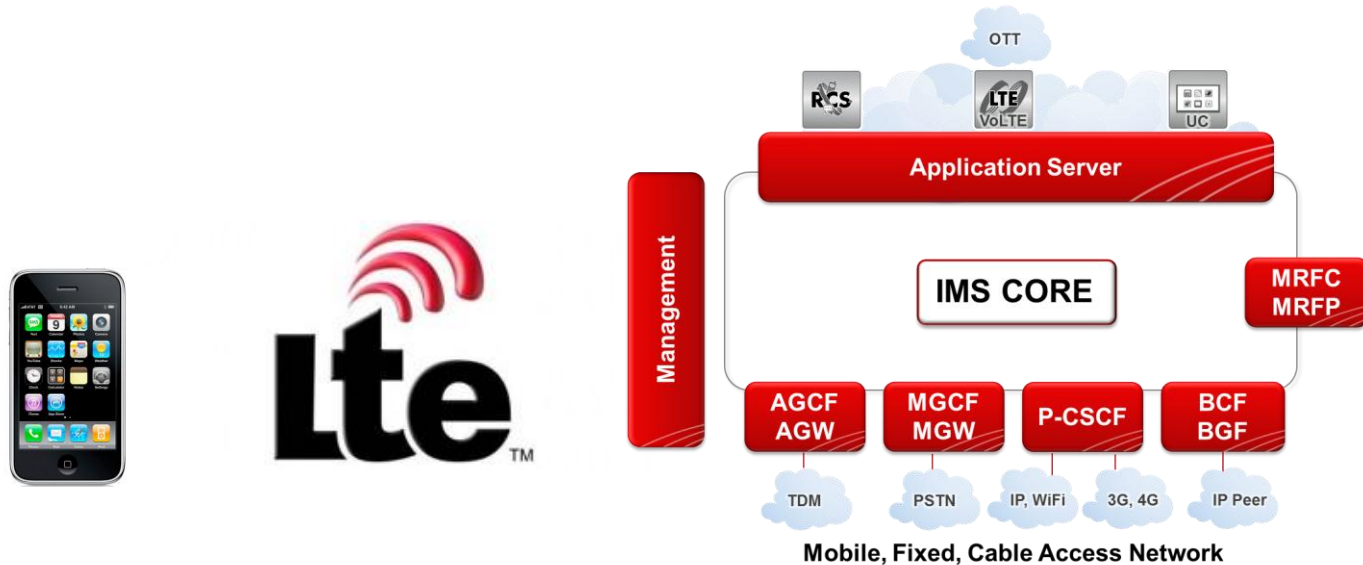 Lte
TM
OTT
RCS
LTE
VoLTE
UC
Application Server
Management
IMS CORE
MRFC
MRFP
AGCF
AGW
MGCF
MGW
P-CSCF
BCF
BGF
TDM
PSTN
IP, WiFi
3G, 4G
IP Peer
Mobile, Fixed, Cable Access Network